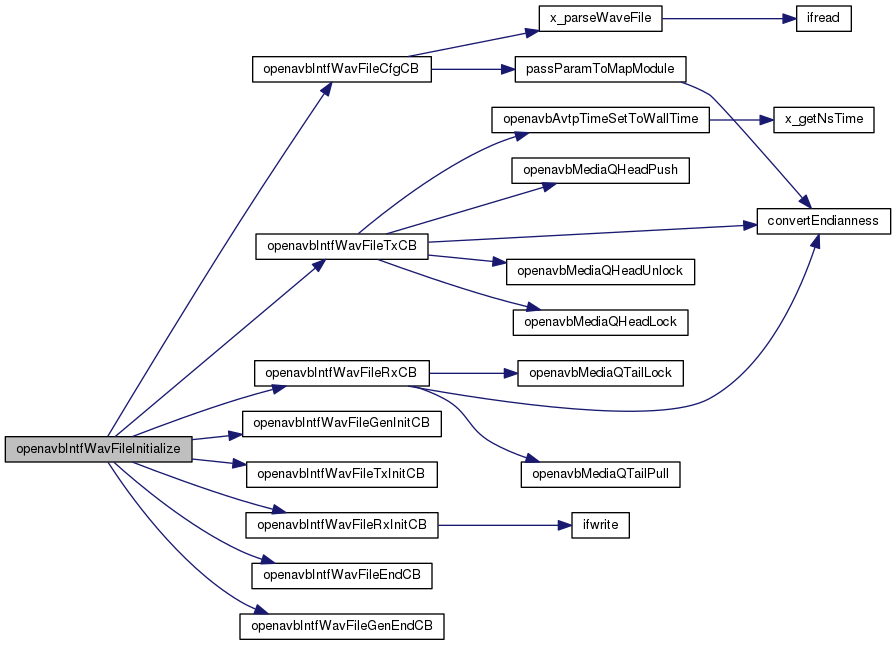 x_parseWaveFile
ifread
openavbIntfWavFileCfgCB
passParamToMapModule
openavbAvtpTimeSetToWallTime
x_getNsTime
openavbMediaQHeadPush
convertEndianness
openavbIntfWavFileTxCB
openavbMediaQHeadUnlock
openavbMediaQHeadLock
openavbIntfWavFileRxCB
openavbMediaQTailLock
openavbIntfWavFileGenInitCB
openavbIntfWavFileInitialize
openavbIntfWavFileTxInitCB
openavbMediaQTailPull
openavbIntfWavFileRxInitCB
ifwrite
openavbIntfWavFileEndCB
openavbIntfWavFileGenEndCB